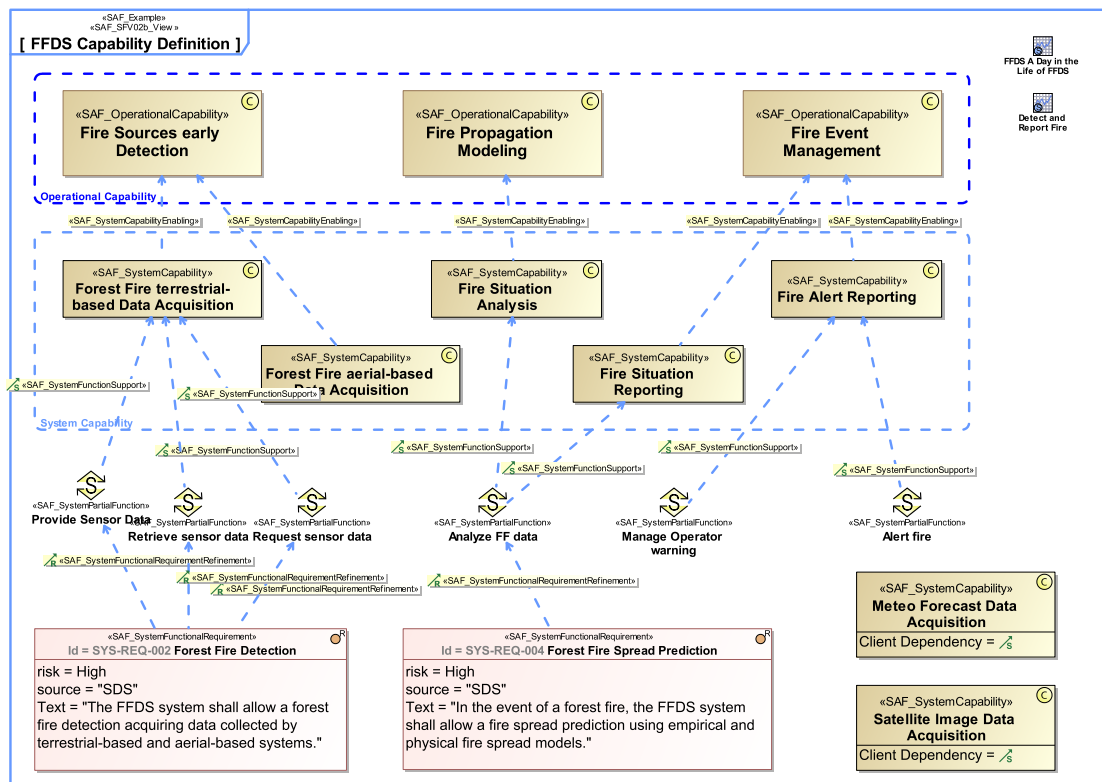 «SAF_Example»
«SAF_SFV02b_View »
[ FFDS Capability Definition ]
FFDS A Day in the
Life of FFDS
Detect and
Report Fire
«SAF_OperationalCapability»
Fire Sources early
Detection
C
«SAF_OperationalCapability»
Fire Propagation
Modeling
C
«SAF_OperationalCapability»
Fire Event
Management
C
Operational Capability
«SAF_SystemCapabilityEnabling»
«SAF_SystemCapabilityEnabling»
«SAF_SystemCapabilityEnabling»
«SAF_SystemCapabilityEnabling»
«SAF_SystemCapabilityEnabling»
«SAF_SystemCapability»
Forest Fire terrestrial-
based Data Acquisition
C
«SAF_SystemCapability»
Fire Situation
Analysis
C
«SAF_SystemCapability»
Fire Alert Reporting
C
«SAF_SystemCapability»
Forest Fire aerial-based
Acquisition
C
«SAF_SystemCapability»
Fire Situation
Reporting
C
S «SAF_SystemFunctionSupport»
S «SAF_SystemFunctionSupport»
System Capability
S «SAF_SystemFunctionSupport»
S «SAF_SystemFunctionSupport»
S «SAF_SystemFunctionSupport»
S «SAF_SystemFunctionSupport»
S «SAF_SystemFunctionSupport»
S
«SAF_SystemPartialFunction»
Provide Sensor Data
S
«SAF_SystemPartialFunction»
Retrieve sensor data
S
«SAF_SystemPartialFunction»
Request sensor data
S
«SAF_SystemPartialFunction»
Analyze FF data
S
«SAF_SystemPartialFunction»
Manage Operator
warning
S
«SAF_SystemPartialFunction»
Alert fire
R «SAF_SystemFunctionalRequirementRefinement»
R «SAF_SystemFunctionalRequirementRefinement»
R «SAF_SystemFunctionalRequirementRefinement»
R «SAF_SystemFunctionalRequirementRefinement»
«SAF_SystemFunctionalRequirement»
R
Id = SYS-REQ-002 Forest Fire Detection
risk = High
source = "SDS"
Text = "The FFDS system shall allow a forest
fire detection acquiring data collected by
terrestrial-based and aerial-based systems."
«SAF_SystemFunctionalRequirement»
R
Id = SYS-REQ-004 Forest Fire Spread Prediction
risk = High
source = "SDS"
Text = "In the event of a forest fire, the FFDS system
shall allow a fire spread prediction using empirical and
physical fire spread models."
«SAF_SystemCapability»
Meteo Forecast Data
Acquisition
C
Client Dependency = S
«SAF_SystemCapability»
Satellite Image Data
Acquisition
C
Client Dependency = S